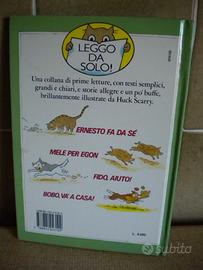 LEGGO
DA
SOLO!
Una collana di prime letture, con testi semplici,
grandi e chiari, e storie allegre e un po' buffe,
brillantemente illustrate da Huck Scarry.
ERNESTO FA DA SÉ
MELE PER EGON
FIDO, AIUTO!
BOBO, VA' A CASA!
subito